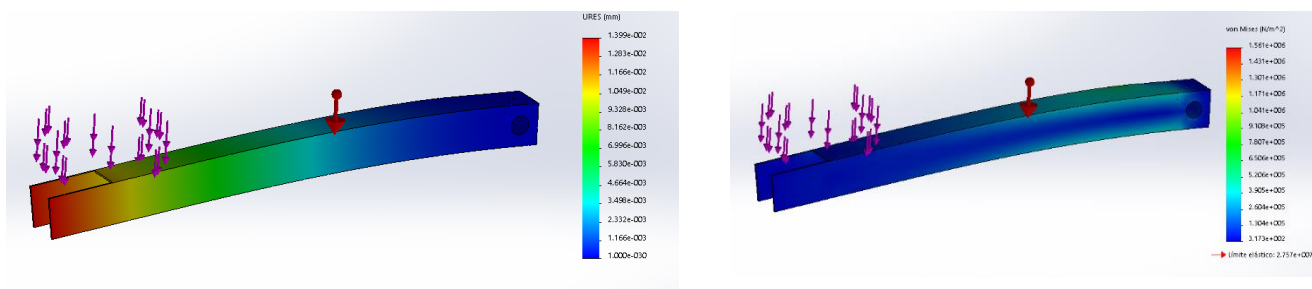 URES (mm)
1.399e-002
1.283e-002
1.166e-002
1.049e-002
9.328e-003
8.162e-003
6.996e-003
5.830e-003
4.664e-003
3.498e-003
2.332e-003
1.166e-003
1.000e-030
von Mises (N/m^2)
1.561e+006
1.431e+006
1.301e+006
1.171e+006
1.041e+006
9.109e+005
7.807e+005
6.506e+005
5.206e+005
3.905e+005
2.604e+005
1.304e+005
3.173e+002
Límite elástico: 2.757e+007